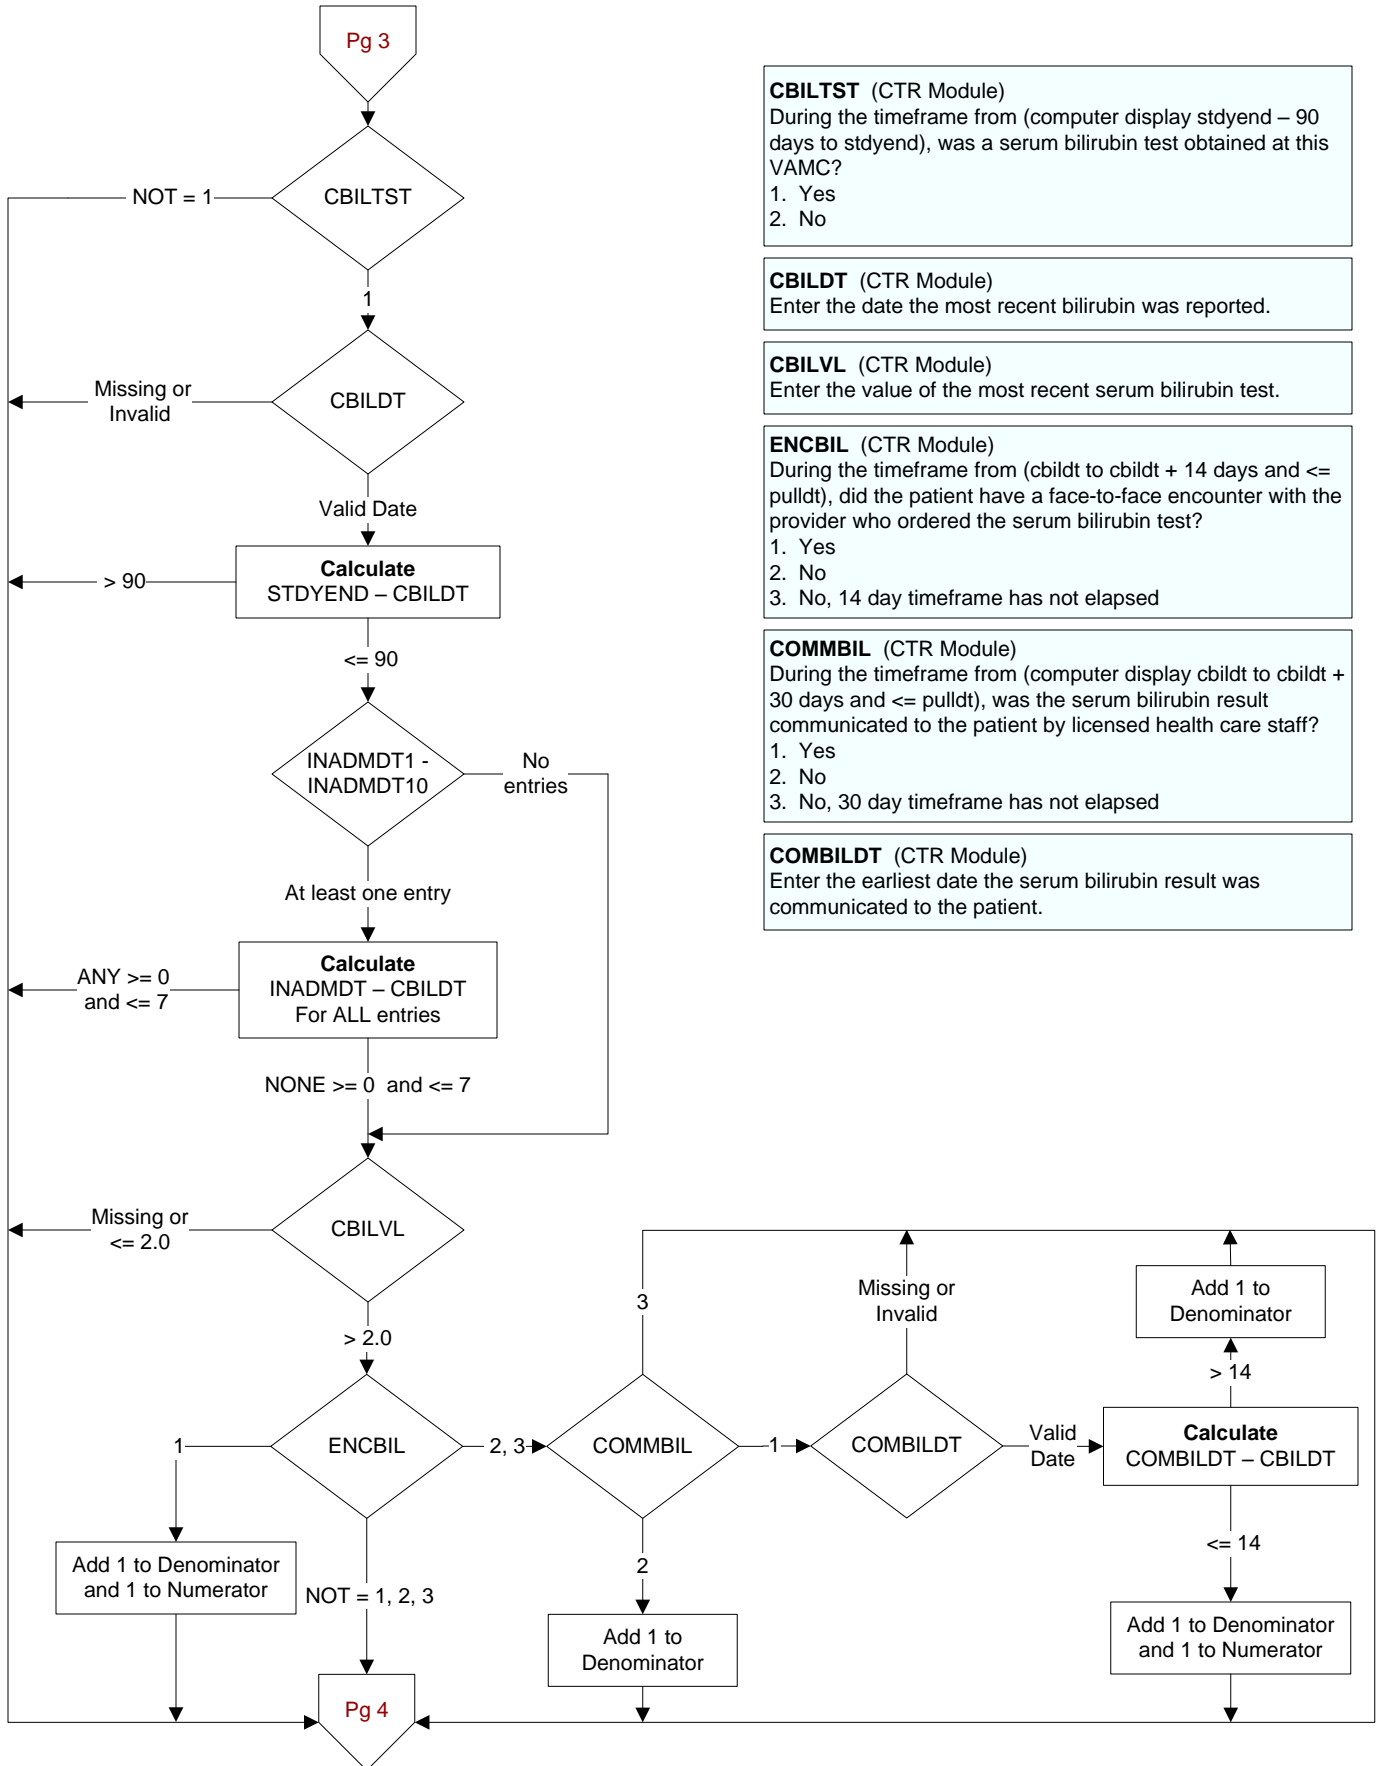 Pg 3
CBILTST
NOT = 1
1
CBILDT
Missing or
Invalid
Valid Date
Calculate
STDYEND – CBILDT
> 90
<= 90
INADMDT1 -
INADMDT10
No
entries
At least one entry
Calculate
INADMDT – CBILDT
For ALL entries
ANY >= 0
and <= 7
NONE >= 0 and <= 7
CBILVL
Missing or
<= 2.0
> 2.0
ENCBIL
1
Add 1 to Denominator
and 1 to Numerator
NOT = 1, 2, 3
2, 3
COMMBIL
3
2
Add 1 to
Denominator
1
COMBILDT
Missing or
Invalid
Valid
Date
Calculate
COMBILDT – CBILDT
> 14
Add 1 to
Denominator
<= 14
Add 1 to Denominator
and 1 to Numerator
Pg 4
CBILTST (CTR Module)
During the timeframe from (computer display stdyend – 90
days to stdyend), was a serum bilirubin test obtained at this
VAMC?
1. Yes
2. No
CBILDT (CTR Module)
Enter the date the most recent bilirubin was reported.
CBILVL (CTR Module)
Enter the value of the most recent serum bilirubin test.
ENCBIL (CTR Module)
During the timeframe from (cbildt to cbildt + 14 days and <=
pulldt), did the patient have a face-to-face encounter with the
provider who ordered the serum bilirubin test?
1. Yes
2. No
3. No, 14 day timeframe has not elapsed
COMMBIL (CTR Module)
During the timeframe from (computer display cbildt to cbildt +
30 days and <= pulldt), was the serum bilirubin result
communicated to the patient by licensed health care staff?
1. Yes
2. No
3. No, 30 day timeframe has not elapsed
COMBILDT (CTR Module)
Enter the earliest date the serum bilirubin result was
communicated to the patient.